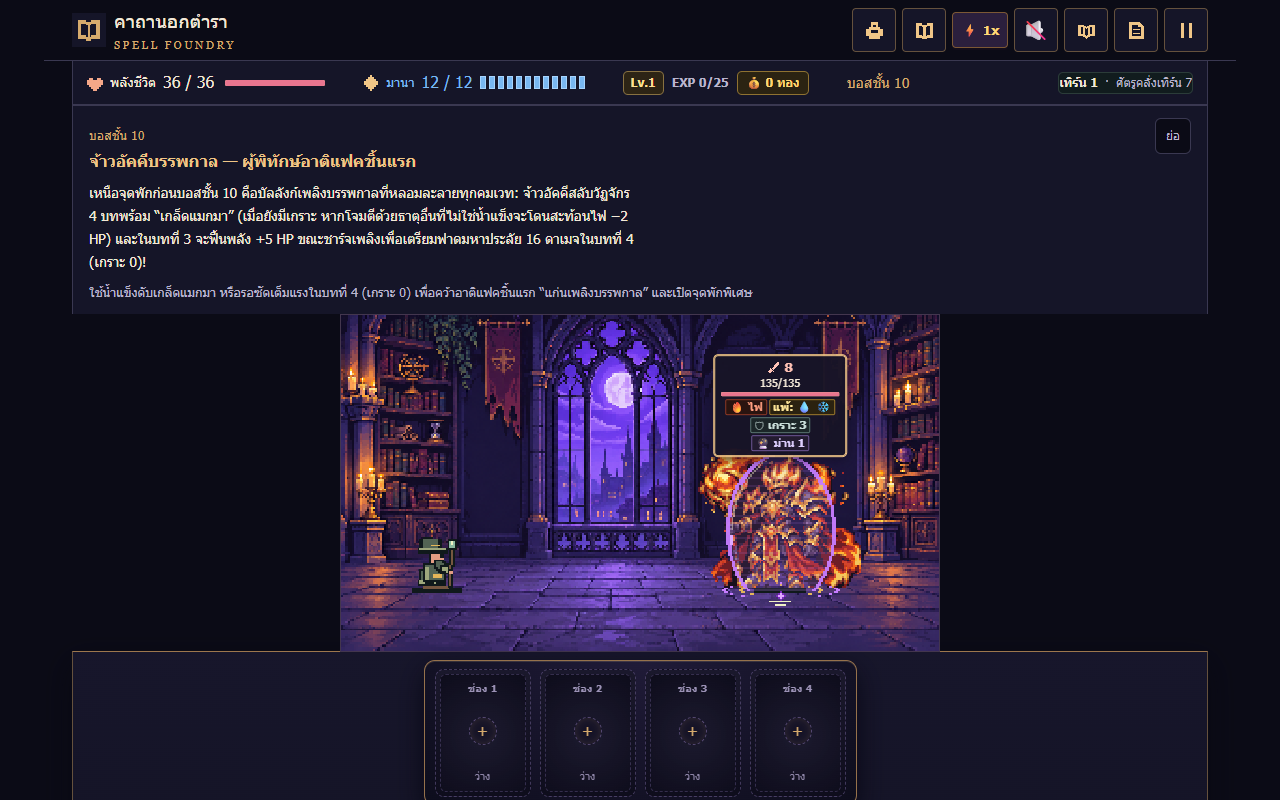 คาถานอกตำรา
SPELL FOUNDRY
1x
พลังชีวิต 36 / 36
มานา 12 / 12
Lv.1 EXP 0/25 0 ทอง
บอสชั้น 10
เทิร์น 1 · ศัตรูคลั่งเทิร์น 7
บอสชั้น 10
ย่อ
จ้าวอัคคีบรรพกาล — ผู้พิทักษ์อาติแฟคชิ้นแรก
เหนือจุดพักก่อนบอสชั้น 10 คือบัลลังก์เพลิงบรรพกาลที่หลอมละลายทุกคมเวท: จ้าวอัคคีสลับวัฏจักร
4 บทพร้อม “เกล็ดแมกมา” (เมื่อยังมีเกราะ หากโจมตีด้วยธาตุอื่นที่ไม่ใช่น้ำแข็งจะโดนสะท้อนไฟ −2
HP) และในบทที่ 3 จะฟื้นพลัง +5 HP ขณะชาร์จเพลิงเพื่อเตรียมฟาดมหาประลัย 16 ดาเมจในบทที่ 4
(เกราะ 0)!
ใช้น้ำแข็งดับเกล็ดแมกมา หรือรอซัดเต็มแรงในบทที่ 4 (เกราะ 0) เพื่อคว้าอาติแฟคชิ้นแรก “แก่นเพลิงบรรพกาล” และเปิดจุดพักพิเศษ
8
135/135
ไฟ แพ้:
เกราะ 3
ม่าน 1
ช่อง 1 ช่อง 2 ช่อง 3 ช่อง 4
+ + + +
ว่าง ว่าง ว่าง ว่าง